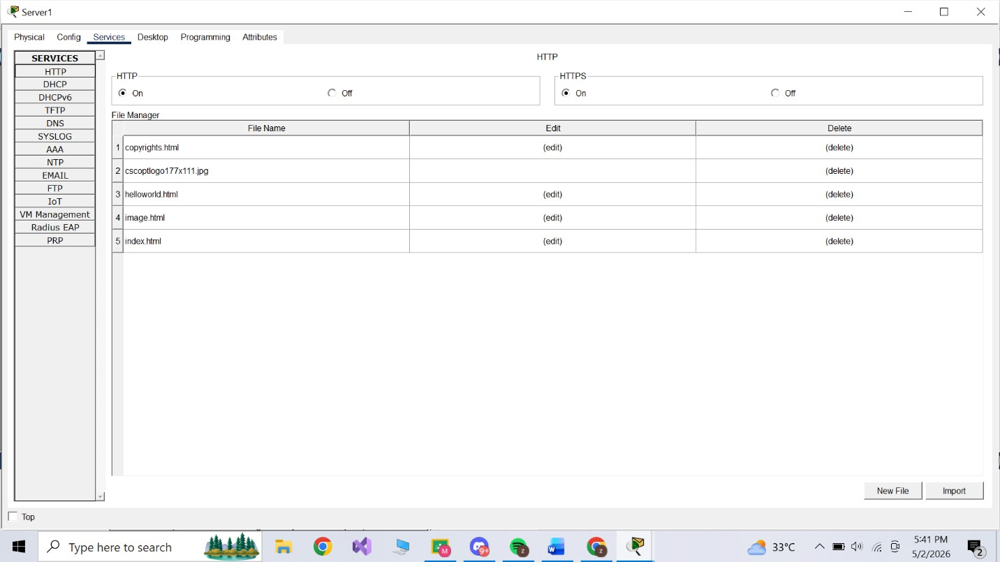 Server1
Physical Config Services Desktop Programming Attributes
SERVICES
HTTP
DHCP
DHCPv6
TFTP
DNS
SYSLOG
AAA
NTP
EMAIL
FTP
IoT
VM Management
Radius EAP
PRP
HTTP
HTTP
On Off
HTTPS
On Off
File Manager
File Name Edit Delete
1 copyrights.html (edit) (delete)
2 cscoptlogo177x111.jpg (delete)
3 helloworld.html (edit) (delete)
4 image.html (edit) (delete)
5 index.html (edit) (delete)
New File Import
Top
Type here to search
M
9+
z
z
33°C
5:41 PM
5/2/2026
2